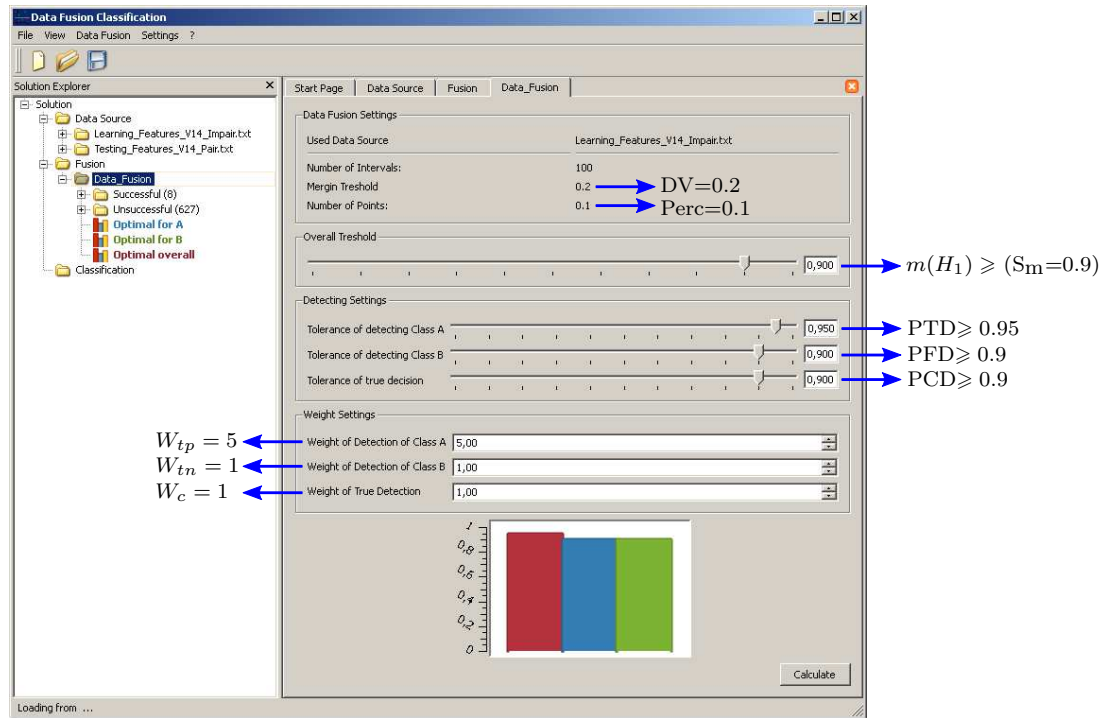 Data Fusion Classification
File View Data Fusion Settings ?
Solution Explorer
Solution
Data Source
Learning_Features_V14_Impair.txt
Testing_Features_V14_Pair.txt
Fusion
Data_Fusion
Successful (8)
Unsuccessful (627)
Optimal for A
Optimal for B
Optimal overall
Classification
Start Page Data Source Fusion Data_Fusion
Data Fusion Settings
Used Data Source Learning_Features_V14_Impair.txt
Number of Intervals: 100
Mergin Treshold 0.2 DV=0.2
Number of Points: 0.1 Perc=0.1
Overall Treshold
0,900 m(H₁) ⩾ (Sm=0.9)
Detecting Settings
Tolerance of detecting Class A 0,950 PTD⩾ 0.95
Tolerance of detecting Class B 0,900 PFD⩾ 0.9
Tolerance of true decision 0,900 PCD⩾ 0.9
Weight Settings
W_tp = 5 Weight of Detection of Class A 5,00
W_tn = 1 Weight of Detection of Class B 1,00
W_c = 1 Weight of True Detection 1,00
1
0,8
0,6
0,4
0,2
0
Calculate
Loading from ...